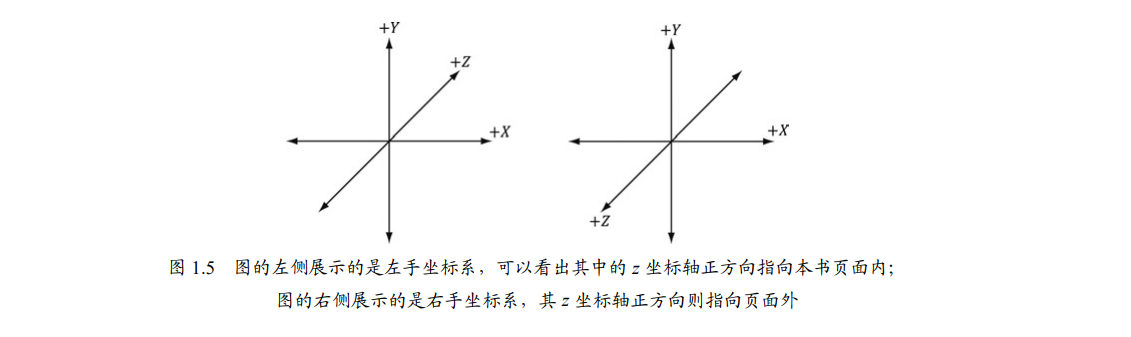 +Y
+Y
+Z
+X
+X
+Z
图 1.5 图的左侧展示的是左手坐标系，可以看出其中的 z 坐标轴正方向指向本书页面内；
图的右侧展示的是右手坐标系，其 z 坐标轴正方向则指向页面外